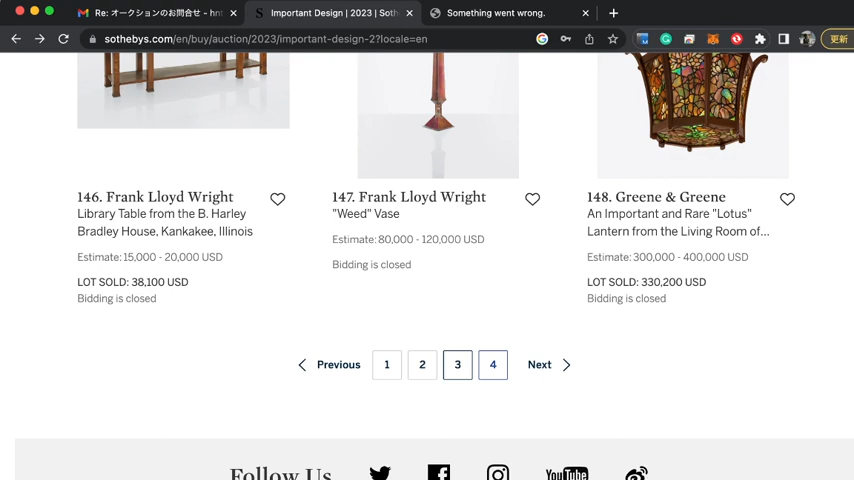 Re: オークションのお問合せ - hnt
Important Design | 2023 | Soth
Something went wrong.
sothebys.com/en/buy/auction/2023/important-design-2?locale=en
更新
146. Frank Lloyd Wright
Library Table from the B. Harley
Bradley House, Kankakee, Illinois
Estimate: 15,000 - 20,000 USD
LOT SOLD: 38,100 USD
Bidding is closed
147. Frank Lloyd Wright
"Weed" Vase
Estimate: 80,000 - 120,000 USD
Bidding is closed
148. Greene & Greene
An Important and Rare "Lotus"
Lantern from the Living Room of...
Estimate: 300,000 - 400,000 USD
LOT SOLD: 330,200 USD
Bidding is closed
Previous 1 2 3 4 Next
Follow Us
YouTube